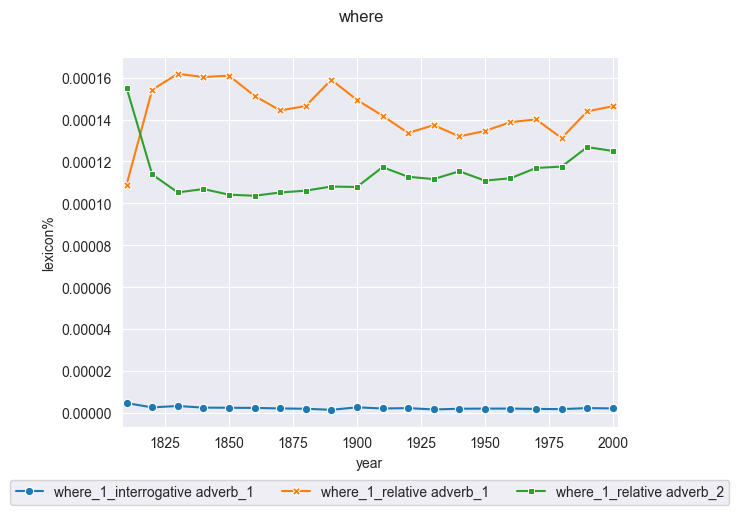 where
0.00016
0.00014
0.00012
0.00010
0.00008
0.00006
0.00004
0.00002
0.00000
lexicon%
1825 1850 1875 1900 1925 1950 1975 2000
year
where_1_interrogative adverb_1 where_1_relative adverb_1 where_1_relative adverb_2